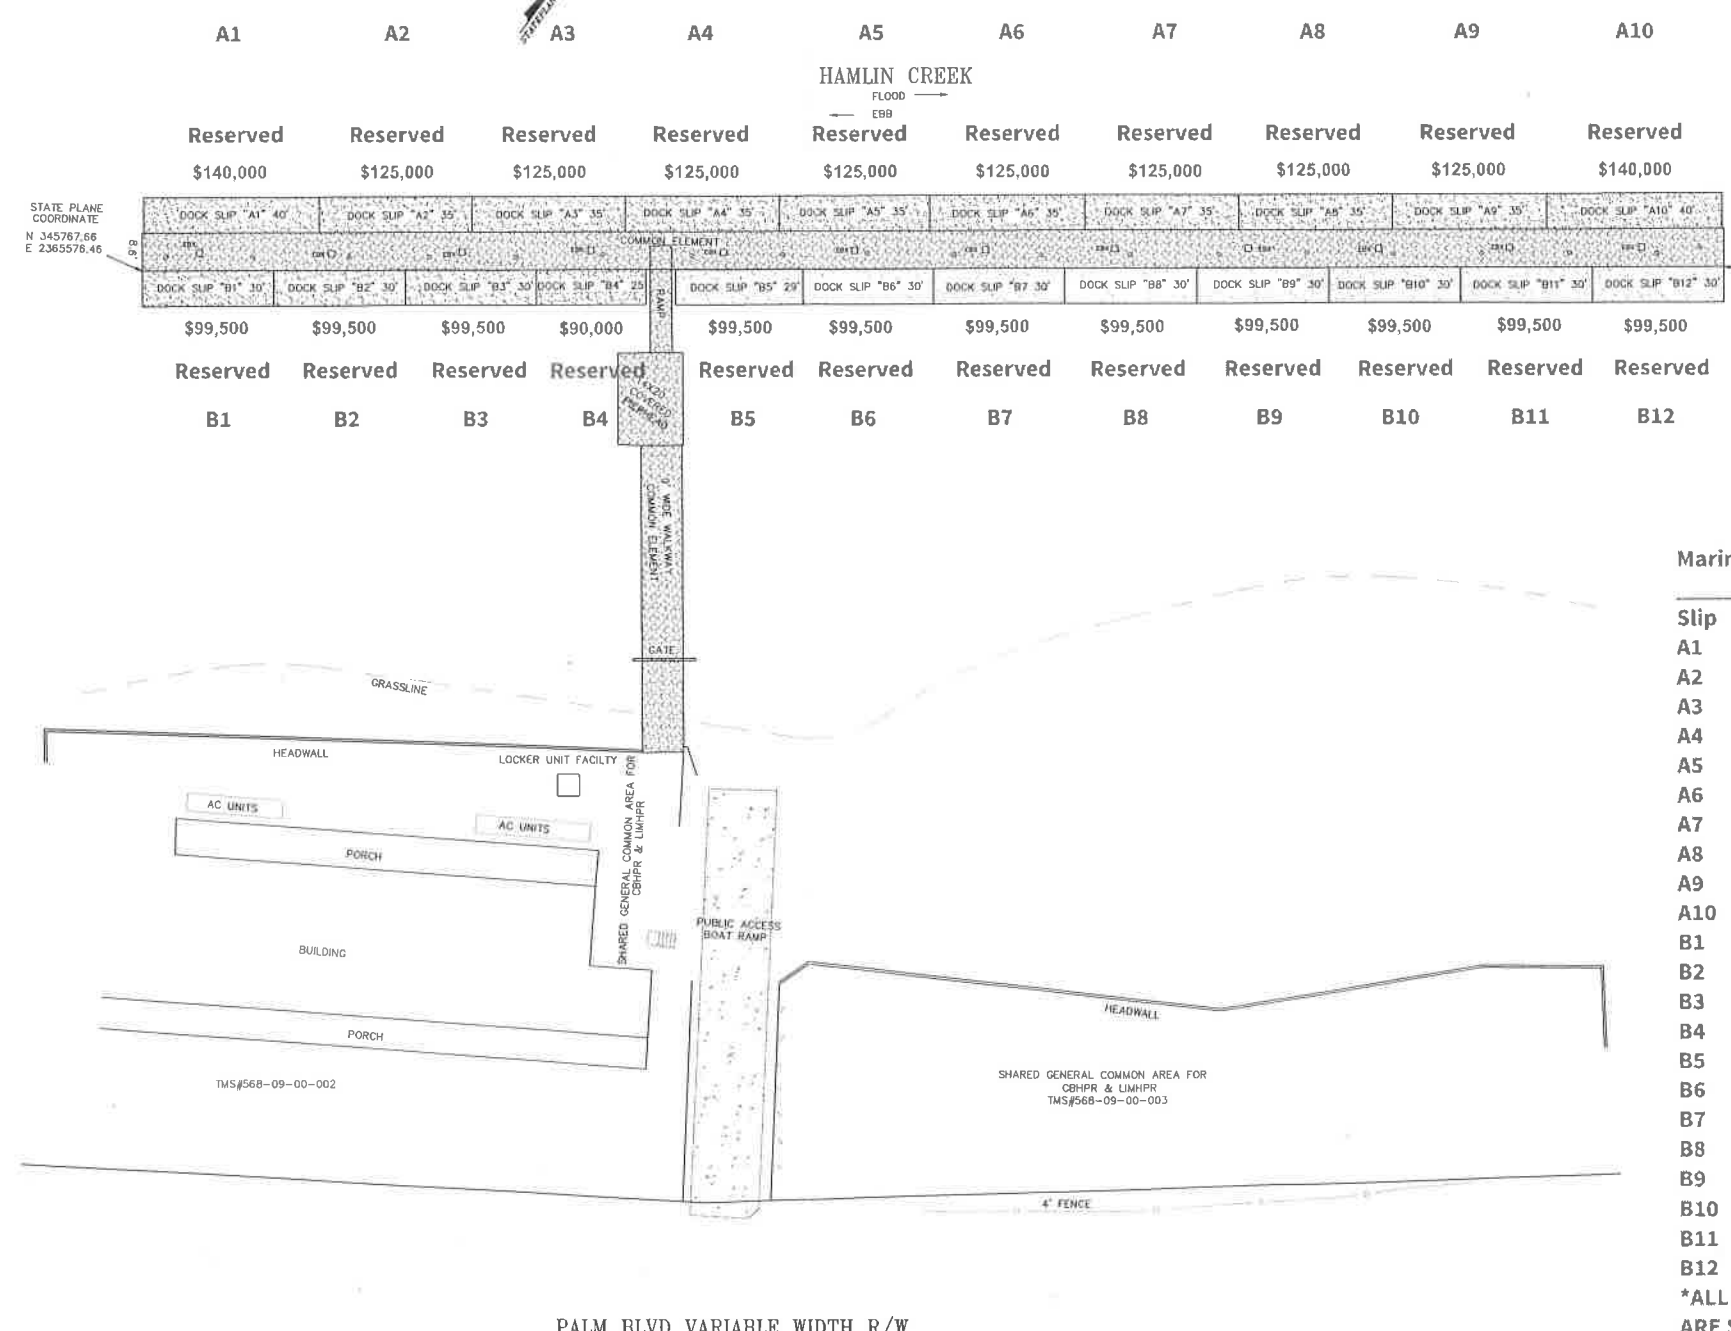 A1 A2 A3 A4 A5 A6 A7 A8 A9 A10
HAMLIN CREEK
FLOOD
EBB
Reserved Reserved Reserved Reserved Reserved Reserved Reserved Reserved Reserved Reserved
$140,000 $125,000 $125,000 $125,000 $125,000 $125,000 $125,000 $125,000 $125,000 $140,000
STATE PLANE
COORDINATE
N 345767.66
E 2365576.46
8.6'
DOCK SLIP "A1" 40' DOCK SLIP "A2" 35' DOCK SLIP "A3" 35' DOCK SLIP "A4" 35' DOCK SLIP "A5" 35' DOCK SLIP "A6" 35' DOCK SLIP "A7" 35' DOCK SLIP "A8" 35' DOCK SLIP "A9" 35' DOCK SLIP "A10" 40'
COMMON ELEMENT
DOCK SLIP "B1" 30' DOCK SLIP "B2" 30' DOCK SLIP "B3" 30' DOCK SLIP "B4" 25 DOCK SLIP "B5" 29' DOCK SLIP "B6" 30' DOCK SLIP "B7 30' DOCK SLIP "B8" 30' DOCK SLIP "B9" 30' DOCK SLIP "B10" 30' DOCK SLIP "B11" 30' DOCK SLIP "B12" 30'
RAMP
$99,500 $99,500 $99,500 $90,000 $99,500 $99,500 $99,500 $99,500 $99,500 $99,500 $99,500
Reserved Reserved Reserved Reserved Reserved Reserved Reserved Reserved Reserved Reserved Reserved Reserved
COVERED
B1 B2 B3 B4 B5 B6 B7 B8 B9 B10 B11 B12
0' WIDE WALKWAY
COMMON ELEMENT
GATE
GRASSLINE
HEADWALL
LOCKER UNIT FACILTY
AC UNITS
AC UNITS
PORCH
SHARED GENERAL COMMON AREA FOR
CBHPR & LIMHPR
PUBLIC ACCESS
BOAT RAMP
BUILDING
PORCH
TMS#568-09-00-002
HEADWALL
SHARED GENERAL COMMON AREA FOR
CBHPR & LIMHPR
TMS#568-09-00-003
4' FENCE
PALM BLVD VARIABLE WIDTH R/W
Marin
Slip
A1
A2
A3
A4
A5
A6
A7
A8
A9
A10
B1
B2
B3
B4
B5
B6
B7
B8
B9
B10
B11
B12
*ALL
ARE